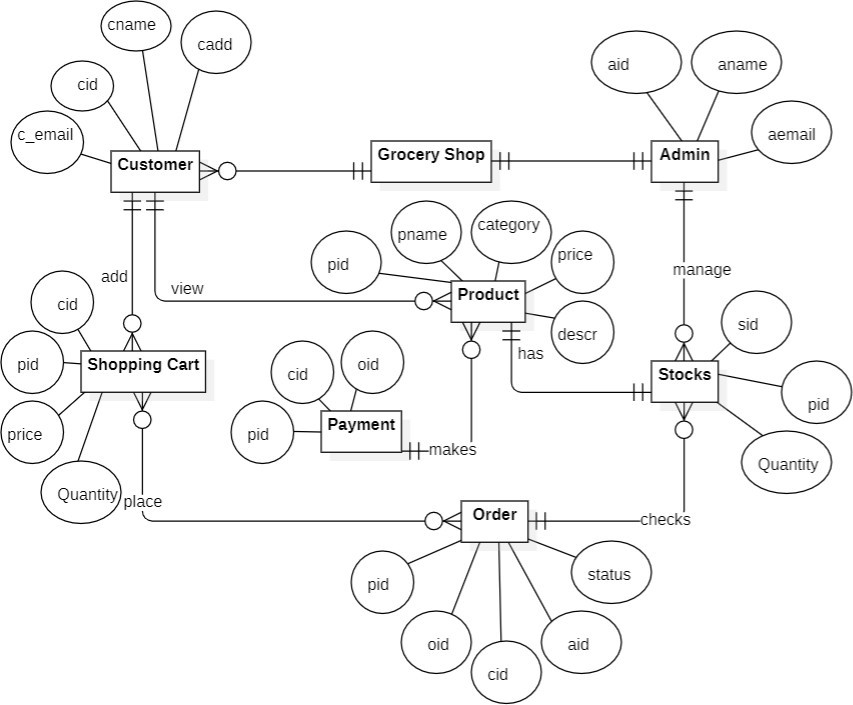 cname
cadd
cid
c_email
Customer
Grocery Shop
aid
aname
aemail
Admin
add
view
pid
pname
category
price
descr
Product
has
manage
cid
pid
price
Quantity
Shopping Cart
place
cid
oid
pid
Payment
makes
sid
pid
Quantity
Stocks
checks
Order
pid
oid
cid
aid
status